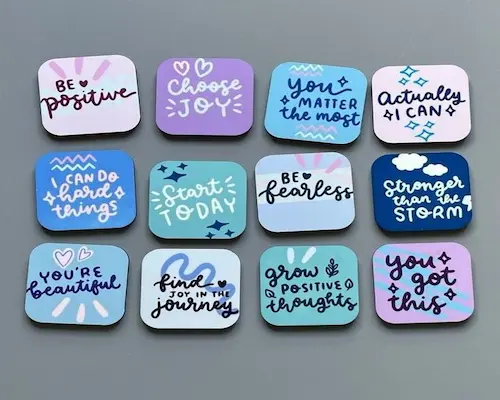 BE
positive
Choose
JOY
You
MATTER
the most
Actually
I CAN
I CAN DO
hard
things
Start
TODAY
BE
fearless
Stronger
than the
STORM
YOU'RE
beautiful
find
JOY IN THE
journey
grow
POSITIVE
thoughts
you
got
this